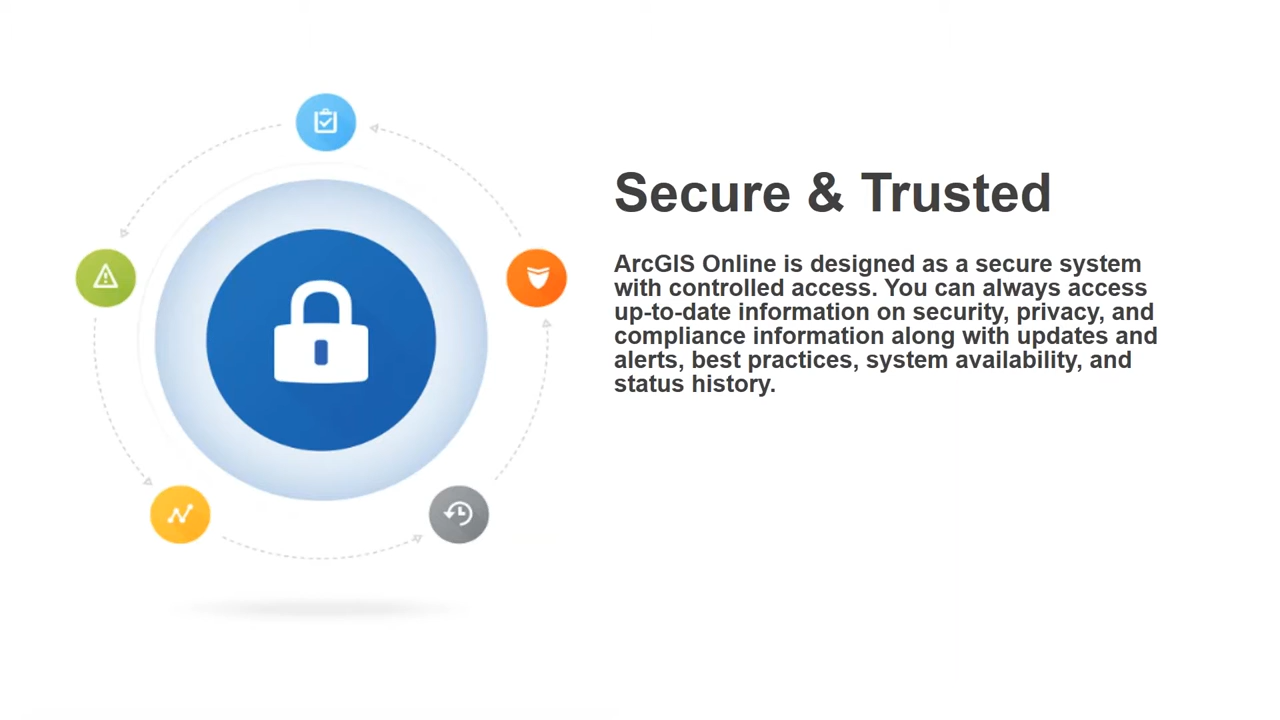 Secure & Trusted
ArcGIS Online is designed as a secure system
with controlled access. You can always access
up-to-date information on security, privacy, and
compliance information along with updates and
alerts, best practices, system availability, and
status history.